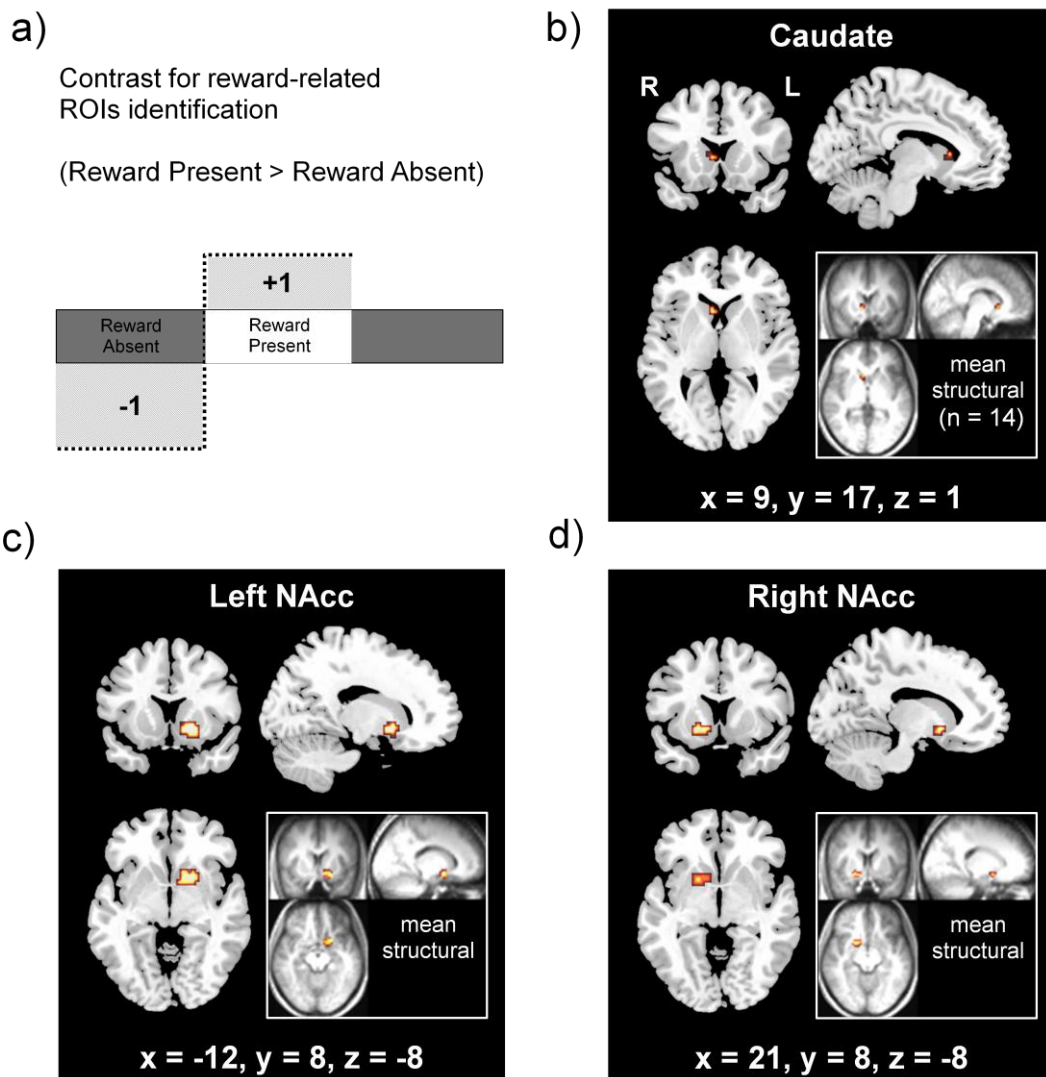 a)
Contrast for reward-related
ROIs identification
(Reward Present > Reward Absent)
+1
Reward
Absent
Reward
Present
-1
b)
Caudate
R L
mean
structural
(n = 14)
x = 9, y = 17, z = 1
c)
Left NAcc
mean
structural
x = -12, y = 8, z = -8
d)
Right NAcc
mean
structural
x = 21, y = 8, z = -8